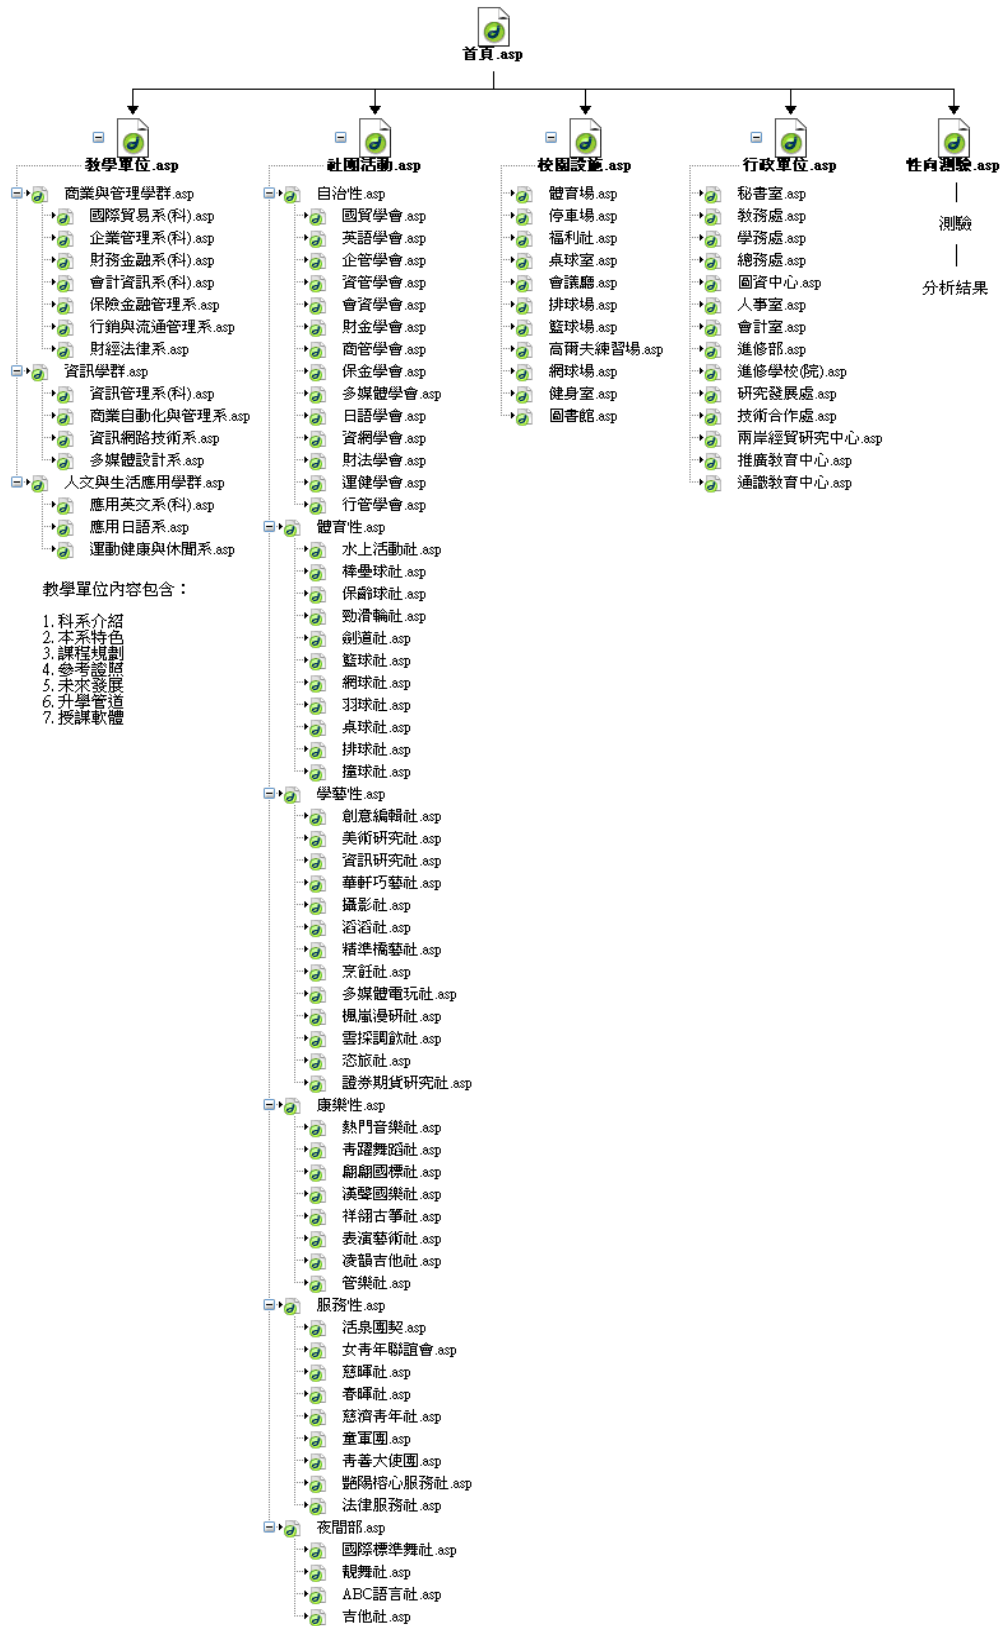 首頁.asp
教學單位.asp
社團活動.asp
校園設施.asp
行政單位.asp
性向測驗.asp
商業與管理學群.asp
國際貿易系(科).asp
企業管理系(科).asp
財務金融系(科).asp
會計資訊系(科).asp
保險金融管理系.asp
行銷與流通管理系.asp
財經法律系.asp
資訊學群.asp
資訊管理系(科).asp
商業自動化與管理系.asp
資訊網路技術系.asp
多媒體設計系.asp
人文與生活應用學群.asp
應用英文系(科).asp
應用日語系.asp
運動健康與休閒系.asp
教學單位內容包含：
1. 科系介紹
2. 本系特色
3. 課程規劃
4. 參考證照
5. 未來發展
6. 升學管道
7. 授課軟體
自治性.asp
國貿學會.asp
英語學會.asp
企管學會.asp
資管學會.asp
會資學會.asp
財金學會.asp
商管學會.asp
保金學會.asp
多媒體學會.asp
日語學會.asp
資網學會.asp
財法學會.asp
運健學會.asp
行管學會.asp
體育性.asp
水上活動社.asp
棒壘球社.asp
保齡球社.asp
勁滑輪社.asp
劍道社.asp
籃球社.asp
網球社.asp
羽球社.asp
桌球社.asp
排球社.asp
撞球社.asp
學藝性.asp
創意編輯社.asp
美術研究社.asp
資訊研究社.asp
華軒巧藝社.asp
攝影社.asp
滔滔社.asp
精準橋藝社.asp
烹飪社.asp
多媒體電玩社.asp
楓嵐漫研社.asp
雲採調飲社.asp
恣旅社.asp
證券期貨研究社.asp
康樂性.asp
熱門音樂社.asp
青躍舞蹈社.asp
翩翩國標社.asp
漢聲國樂社.asp
祥翎古箏社.asp
表演藝術社.asp
凌韻吉他社.asp
管樂社.asp
服務性.asp
活泉團契.asp
女青年聯誼會.asp
慈暉社.asp
春暉社.asp
慈濟青年社.asp
童軍團.asp
青善大使團.asp
艷陽榕心服務社.asp
法律服務社.asp
夜間部.asp
國際標準舞社.asp
靚舞社.asp
ABC語言社.asp
吉他社.asp
體育場.asp
停車場.asp
福利社.asp
桌球室.asp
會議廳.asp
排球場.asp
籃球場.asp
高爾夫練習場.asp
網球場.asp
健身室.asp
圖書館.asp
秘書室.asp
教務處.asp
學務處.asp
總務處.asp
圖資中心.asp
人事室.asp
會計室.asp
進修部.asp
進修學校(院).asp
研究發展處.asp
技術合作處.asp
兩岸經貿研究中心.asp
推廣教育中心.asp
通識教育中心.asp
測驗
分析結果